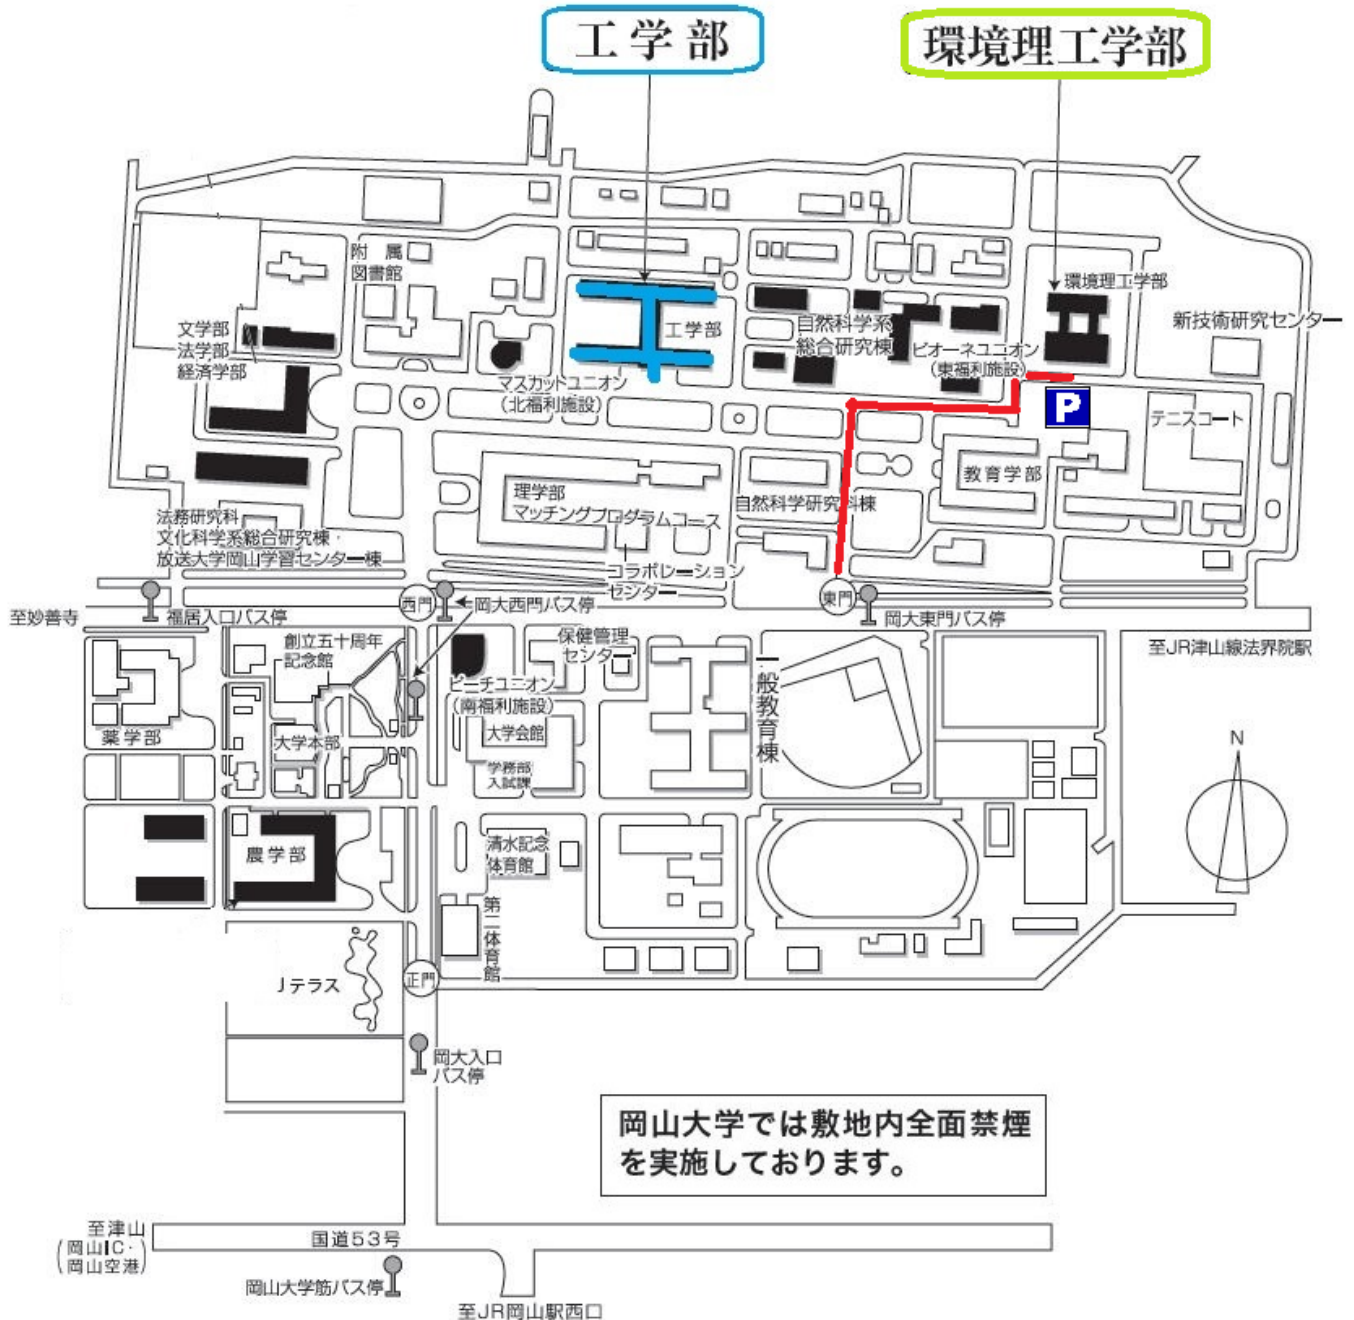 工学部
環境理工学部
附属
図書館
環境理工学部
新技術研究センター
文学部
法学部
経済学部
工学部
自然科学系
総合研究棟
ピオーネユニオン
(東福利施設)
マスカットユニオン
(北福利施設)
P
テニスコート
教育学部
理学部
マッチングプログラムコース
自然科学研究科棟
法務研究科
文化科学系総合研究棟・
放送大学岡山学習センター棟
コラボレーション
センター
西門
東門
至妙善寺
福居入口バス停
岡大西門バス停
岡大東門バス停
至JR津山線法界院駅
創立五十周年
記念館
保健管理
センター
一般教育棟
ピーチユニオン
(南福利施設)
薬学部
大学本部
大学会館
学務部
入試課
N
農学部
清水記念
体育館
第二体育館
Jテラス
正門
岡大入口
バス停
岡山大学では敷地内全面禁煙
を実施しております。
至津山
(岡山IC・
岡山空港)
国道53号
岡山大学筋バス停
至JR岡山駅西口